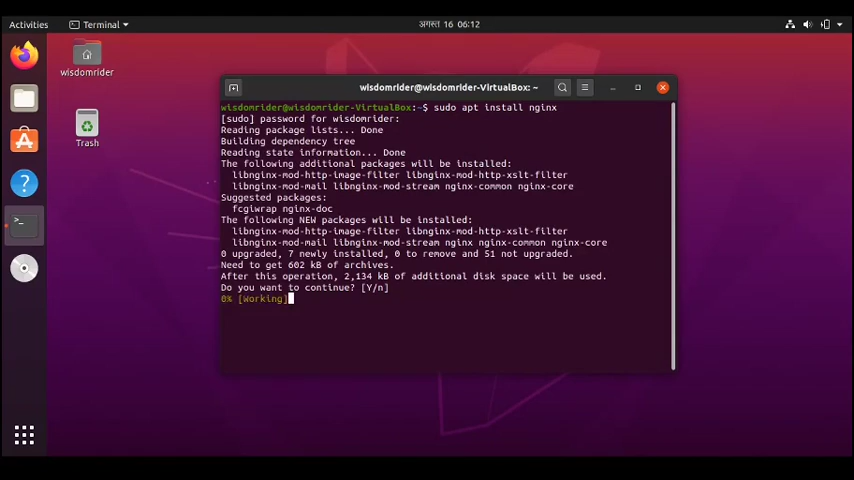 Activities
Terminal
अगस्त 16 06:12
wisdomrider
Trash
wisdomrider@wisdomrider-VirtualBox: ~
wisdomrider@wisdomrider-VirtualBox:~$ sudo apt install nginx
[sudo] password for wisdomrider:
Reading package lists... Done
Building dependency tree
Reading state information... Done
The following additional packages will be installed:
libnginx-mod-http-image-filter libnginx-mod-http-xslt-filter
libnginx-mod-mail libnginx-mod-stream nginx-common nginx-core
Suggested packages:
fcgiwrap nginx-doc
The following NEW packages will be installed:
libnginx-mod-http-image-filter libnginx-mod-http-xslt-filter
libnginx-mod-mail libnginx-mod-stream nginx nginx-common nginx-core
0 upgraded, 7 newly installed, 0 to remove and 51 not upgraded.
Need to get 602 kB of archives.
After this operation, 2,134 kB of additional disk space will be used.
Do you want to continue? [Y/n]
0% [Working]